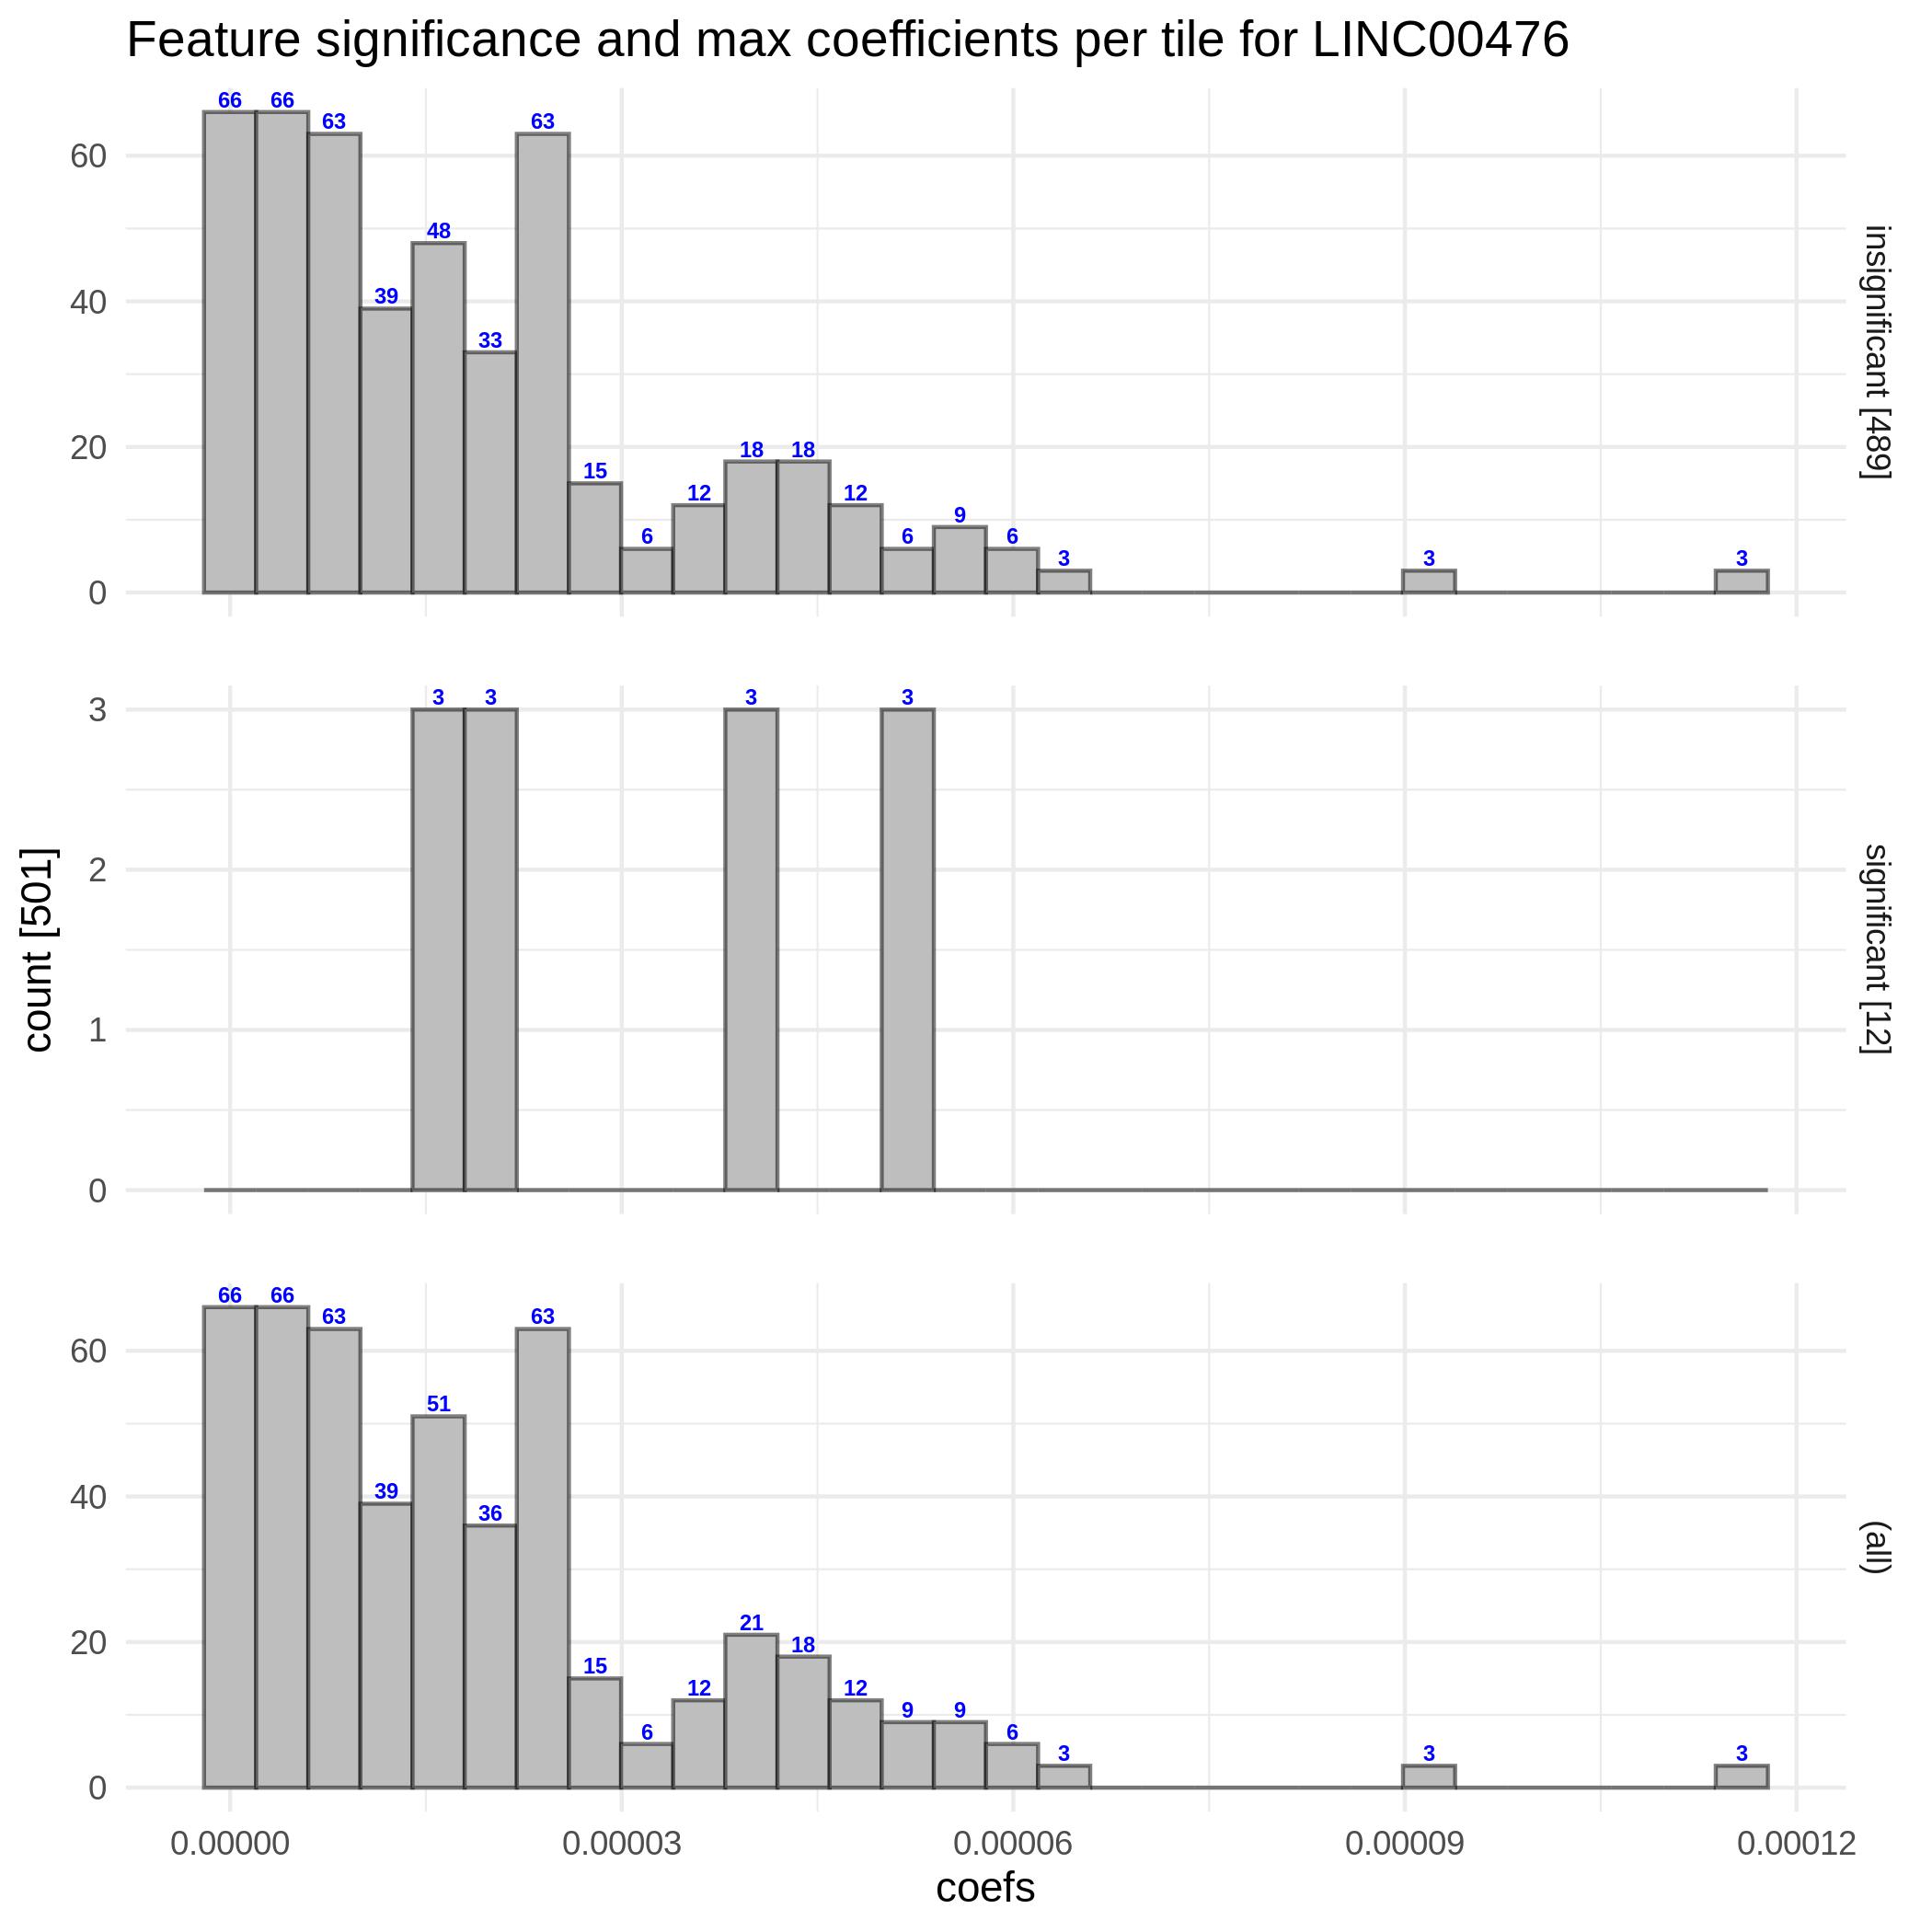 Feature significance and max coefficients per tile for LINC00476
66 66 63 39 48 33 63 15 6 12 18 18 12 6 9 6 3 3 3
60
40
20
0
insignificant [489]
3 3 3 3
3
2
1
0
significant [12]
count [501]
66 66 63 39 51 36 63 15 6 12 21 18 12 9 9 6 3 3 3
60
40
20
0
(all)
0.00000 0.00003 0.00006 0.00009 0.00012
coefs